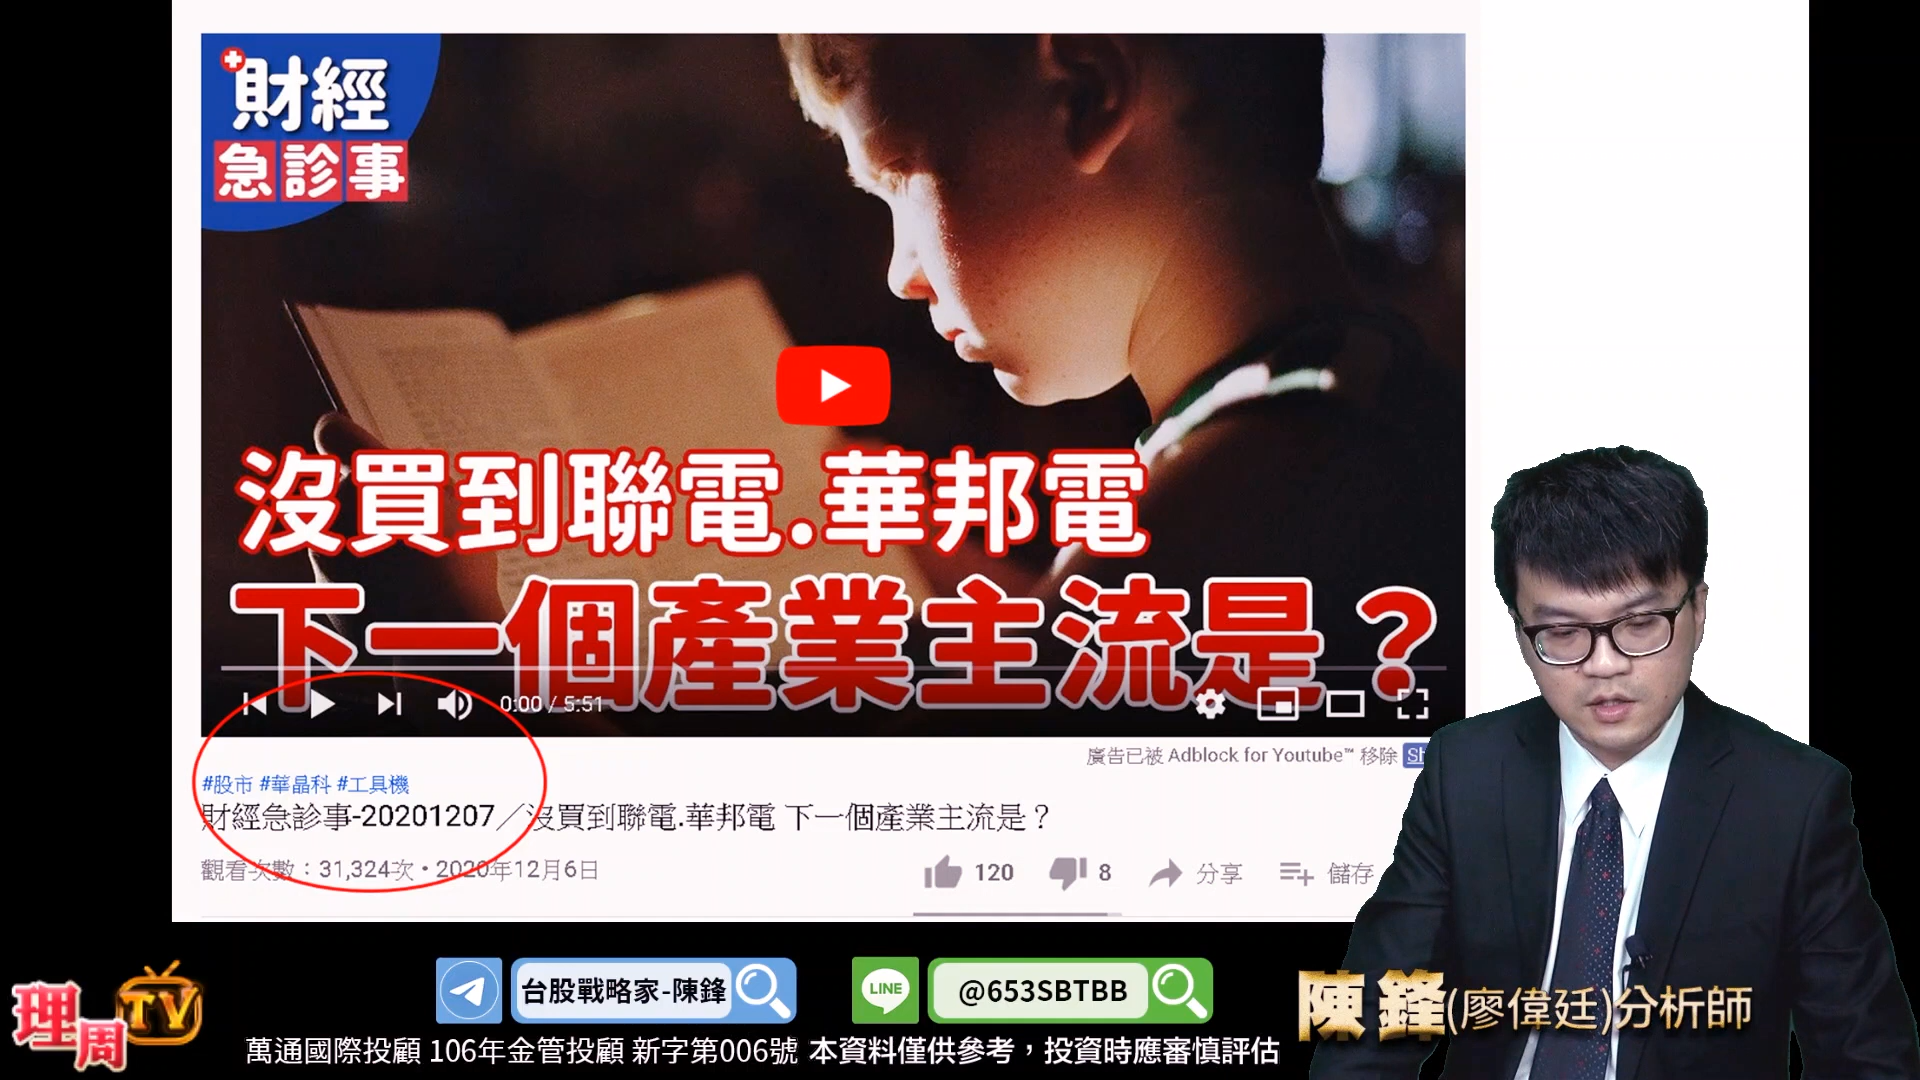 財經
急診事
沒買到聯電.華邦電
下一個產業主流是？
0:00 / 5:51
廣告已被 Adblock for Youtube™ 移除
#股市 #華晶科 #工具機
財經急診事-20201207／沒買到聯電.華邦電 下一個產業主流是？
觀看次數：31,324次・2020年12月6日
120
8
分享
儲存
理周TV
台股戰略家-陳鋒
LINE
@653SBTBB
陳鋒(廖偉廷)分析師
萬通國際投顧 106年金管投顧 新字第006號 本資料僅供參考，投資時應審慎評估